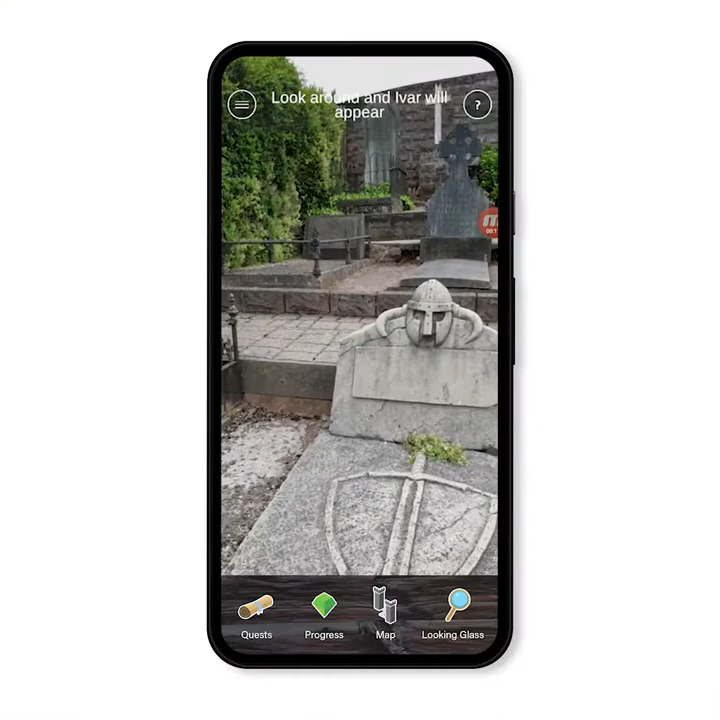 Look around and Ivar will
appear
?
Quests
Progress
Map
Looking Glass